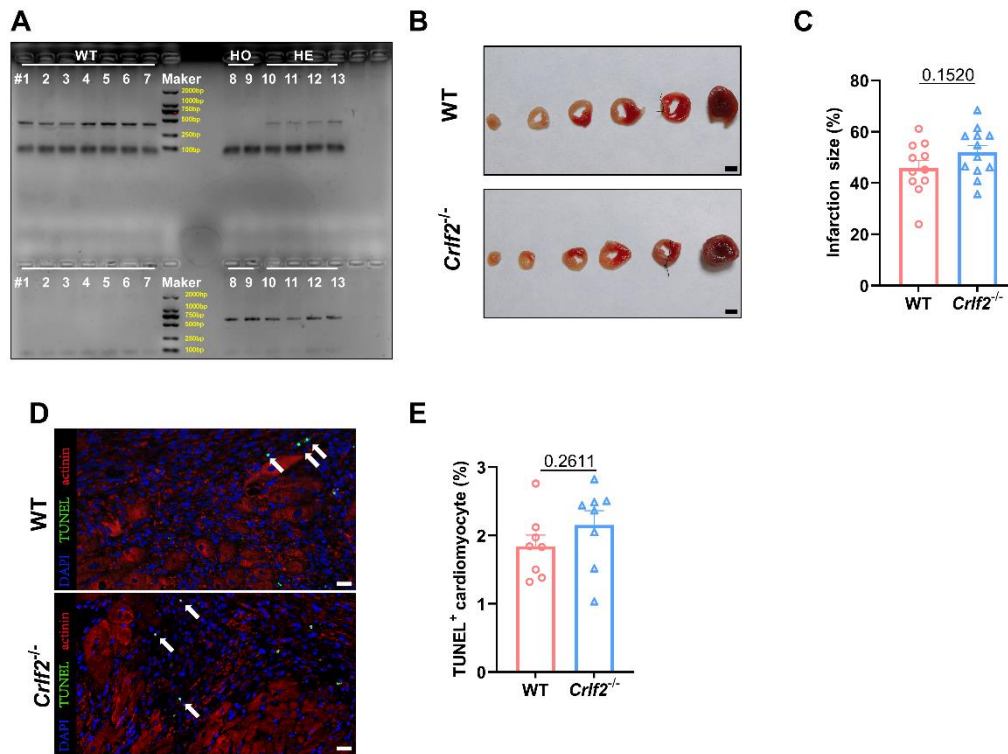 A
WT HO HE
#1 2 3 4 5 6 7 Maker 8 9 10 11 12 13
2000bp
1000bp
750bp
500bp
250bp
100bp
#1 2 3 4 5 6 7 Maker 8 9 10 11 12 13
2000bp
1000bp
750bp
500bp
250bp
100bp
B
WT
Crlf2-/-
C
Infarction size (%)
80
60
40
20
0
0.1520
WT Crlf2-/-
D
WT
DAPI TUNEL actinin
Crlf2-/-
DAPI TUNEL actinin
E
TUNEL+ cardiomyocyte (%)
3
2
1
0
0.2611
WT Crlf2-/-